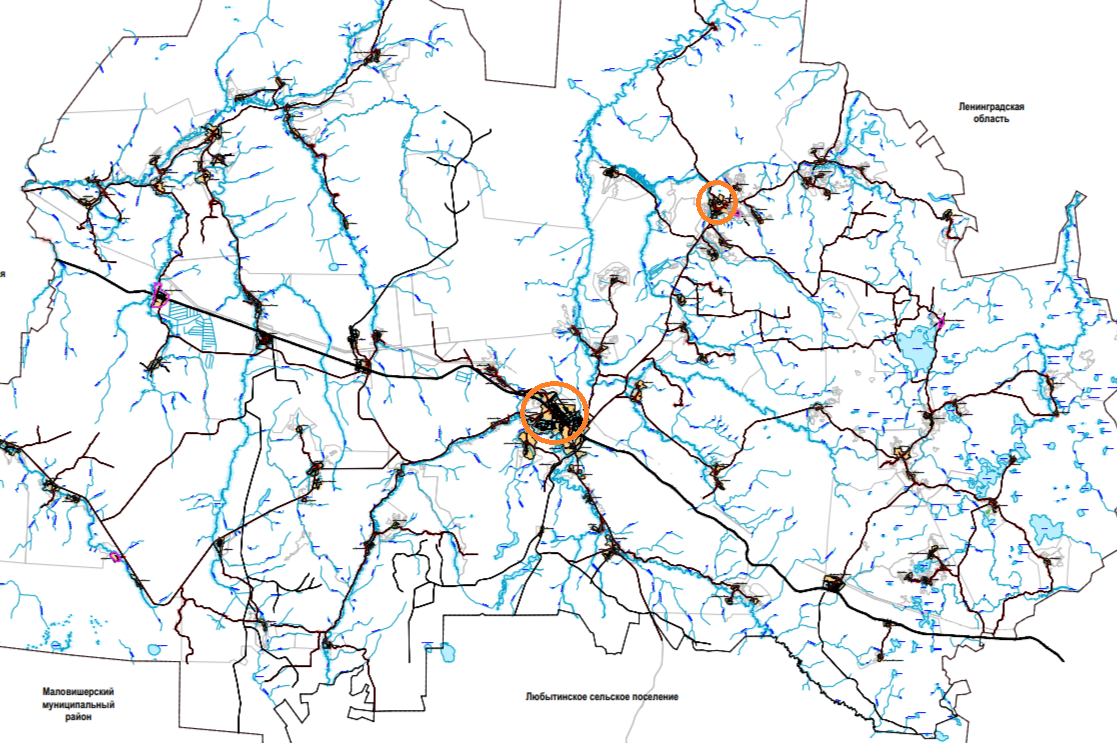 Ленинградская
область
я
Маловишерский
муниципальный
район
Любытинское сельское поселение